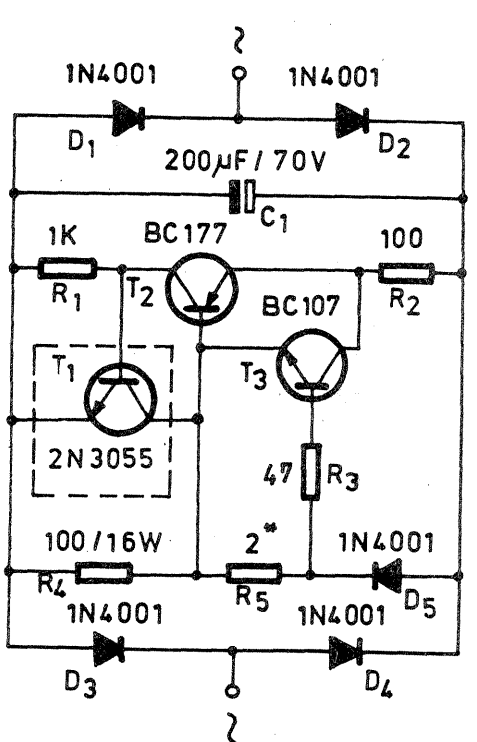 ~
1N4001 1N4001
D1 D2
200µF/70V
C1
1K BC177 100
R1 T2 R2
BC107
T1 T3
2N3055 47 R3
100/16W 2* 1N4001
R4 R5 D5
1N4001 1N4001
D3 D4
~